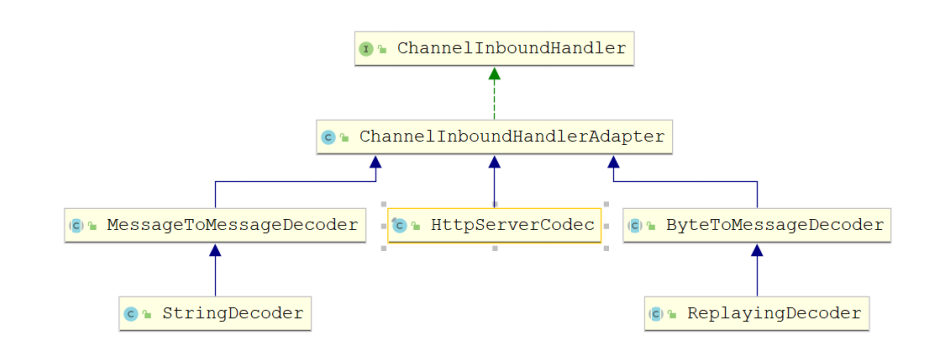 I ChannelInboundHandler
C ChannelInboundHandlerAdapter
C MessageToMessageDecoder
C HttpServerCodec
C ByteToMessageDecoder
C StringDecoder
C ReplayingDecoder